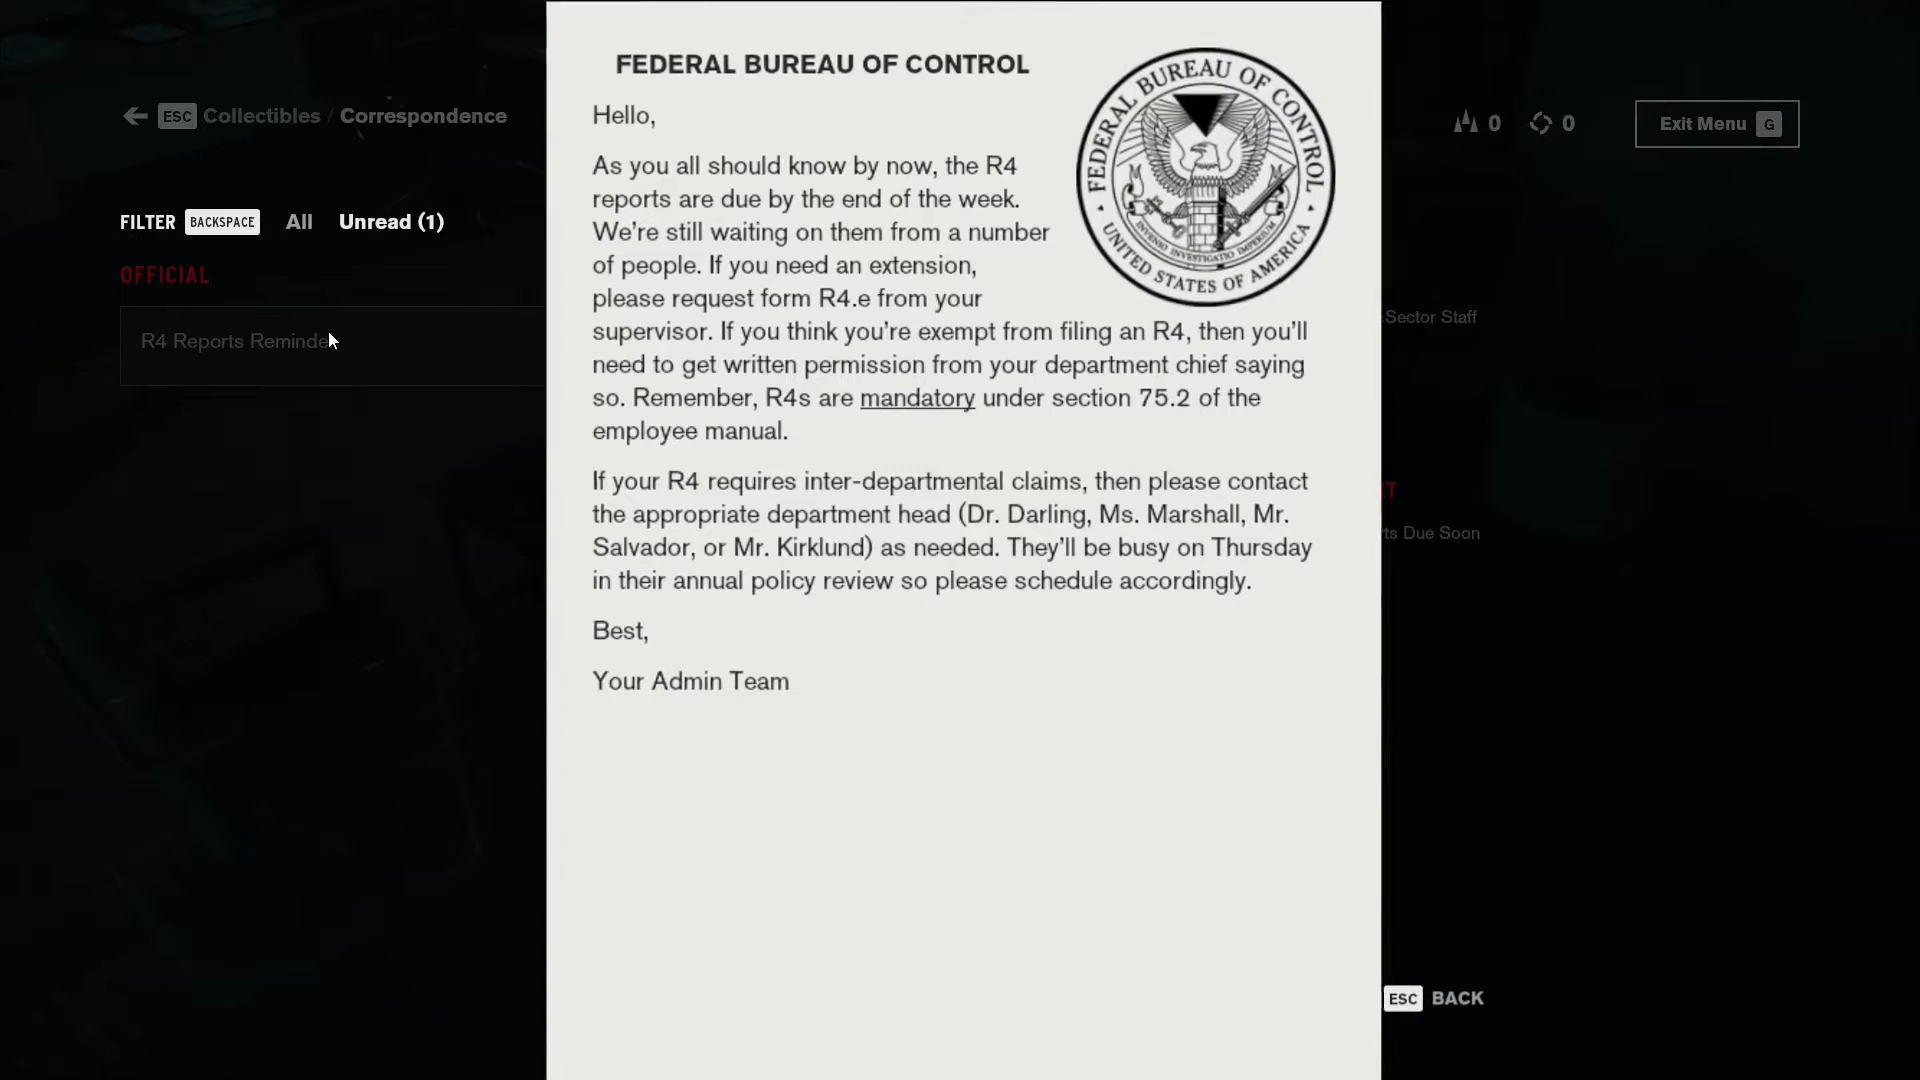 FEDERAL BUREAU OF CONTROL
FEDERAL BUREAU OF CONTROL
UNITED STATES OF AMERICA
INVENIO INVESTIGATIO IMPERIUM
Hello,
As you all should know by now, the R4
reports are due by the end of the week.
We're still waiting on them from a number
of people. If you need an extension,
please request form R4.e from your
supervisor. If you think you're exempt from filing an R4, then you'll
need to get written permission from your department chief saying
so. Remember, R4s are mandatory under section 75.2 of the
employee manual.
If your R4 requires inter-departmental claims, then please contact
the appropriate department head (Dr. Darling, Ms. Marshall, Mr.
Salvador, or Mr. Kirklund) as needed. They'll be busy on Thursday
in their annual policy review so please schedule accordingly.
Best,
Your Admin Team
ESC Collectibles / Correspondence
0 0
Exit Menu G
FILTER BACKSPACE All Unread (1)
OFFICIAL
R4 Reports Reminde
Sector Staff
T
ts Due Soon
ESC BACK